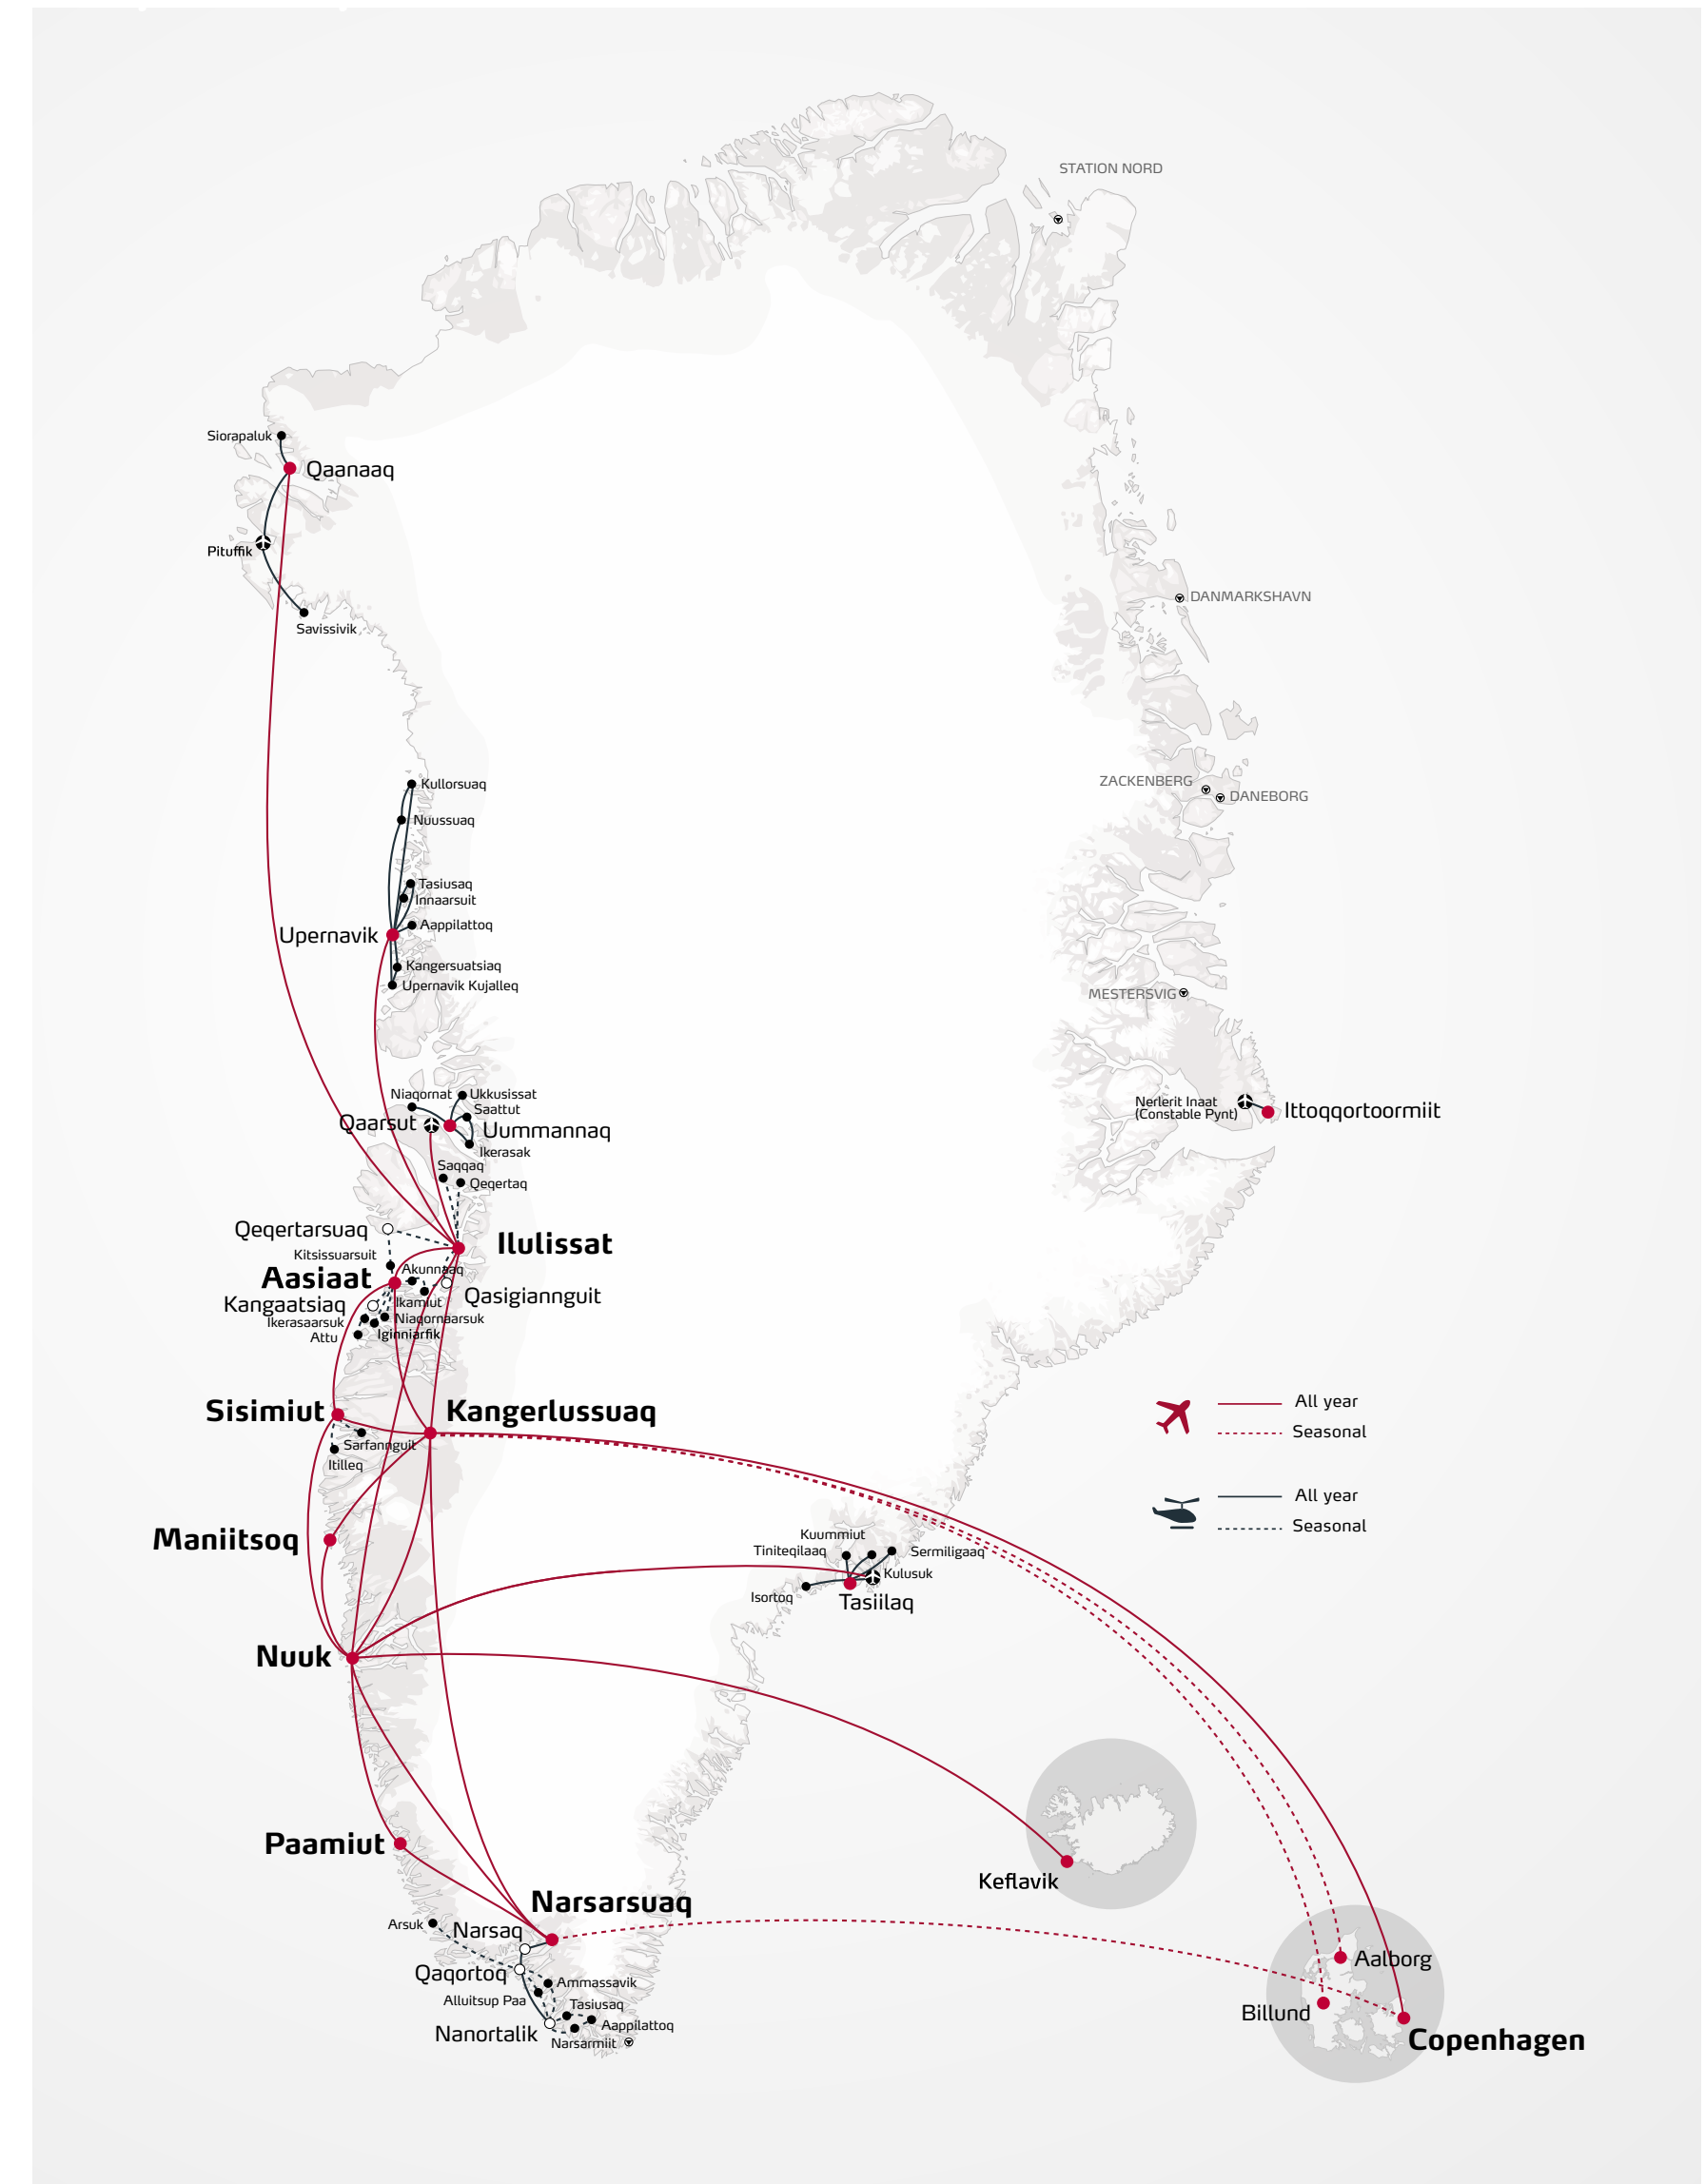 STATION NORD
Siorapaluk
Qaanaaq
Pituffik
Savissivik
DANMARKSHAVN
Kullorsuaq
ZACKENBERG
DANEBORG
Nuussuaq
Tasiusaq
Innaarsuit
Aappilattoq
Upernavik
Kangersuatsiaq
Upernavik Kujalleq
MESTERSVIG
Niaqornat
Ukkusissat
Saattut
Qaarsut
Uummannaq
Ikerasak
Nerlerit Inaat
(Constable Pynt)
Ittoqqortoormiit
Saqqaq
Qeqertaq
Qeqertarsuaq
Ilulissat
Kitsissuarsuit
Akunnaaq
Aasiaat
Qasigiannguit
Ikamiut
Kangaatsiaq
Niaqornaarsuk
Ikerasaarsuk
Iginniarfik
Attu
Sisimiut
Kangerlussuaq
Sarfannguit
Itilleq
All year
Seasonal
All year
Seasonal
Maniitsoq
Kuummiut
Tiniteqilaaq
Sermiligaaq
Kulusuk
Isortoq
Tasiilaq
Nuuk
Paamiut
Keflavik
Narsarsuaq
Arsuk
Narsaq
Qaqortoq
Ammassavik
Alluitsup Paa
Tasiusaq
Aappilattoq
Nanortalik
Narsarmiit
Aalborg
Billund
Copenhagen